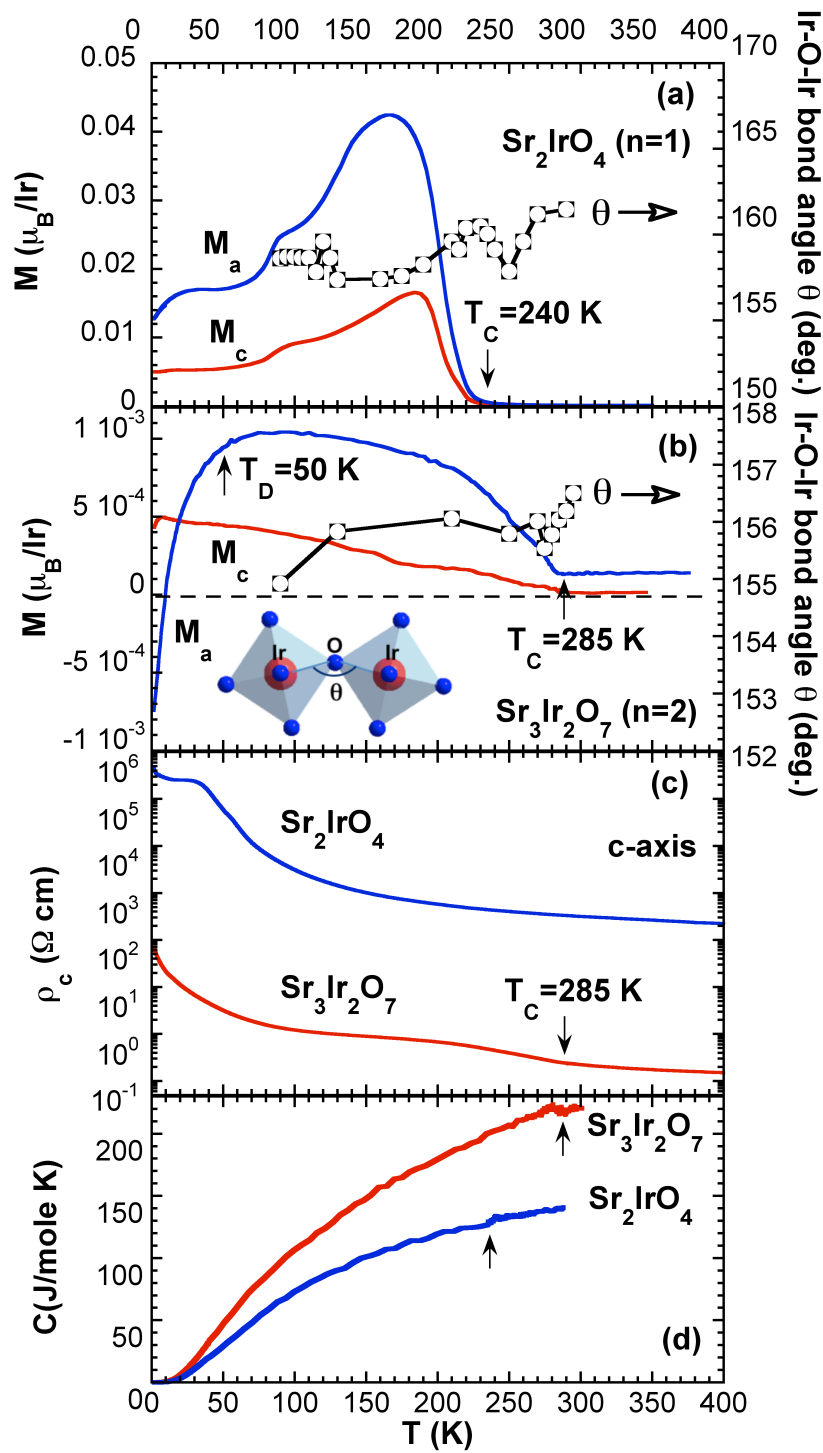 0 50 100 150 200 250 300 350 400
0.05
0.04
0.03
0.02
0.01
0
M (μB/Ir)
(a)
Sr2IrO4 (n=1)
θ
Ma
Mc
TC=240 K
170
165
160
155
150
Ir-O-Ir bond angle θ (deg.)
1 10-3
5 10-4
0
-5 10-4
-1 10-3
M (μB/Ir)
(b)
TD=50 K
θ
Mc
Ma
TC=285 K
Ir O Ir
θ
Sr3Ir2O7 (n=2)
158
157
156
155
154
153
152
Ir-O-Ir bond angle θ (deg.)
106
105
104
103
102
101
100
10-1
ρc (Ω cm)
(c)
Sr2IrO4
c-axis
Sr3Ir2O7
TC=285 K
200
150
100
50
0
C(J/mole K)
Sr3Ir2O7
Sr2IrO4
(d)
0 50 100 150 200 250 300 350 400
T (K)